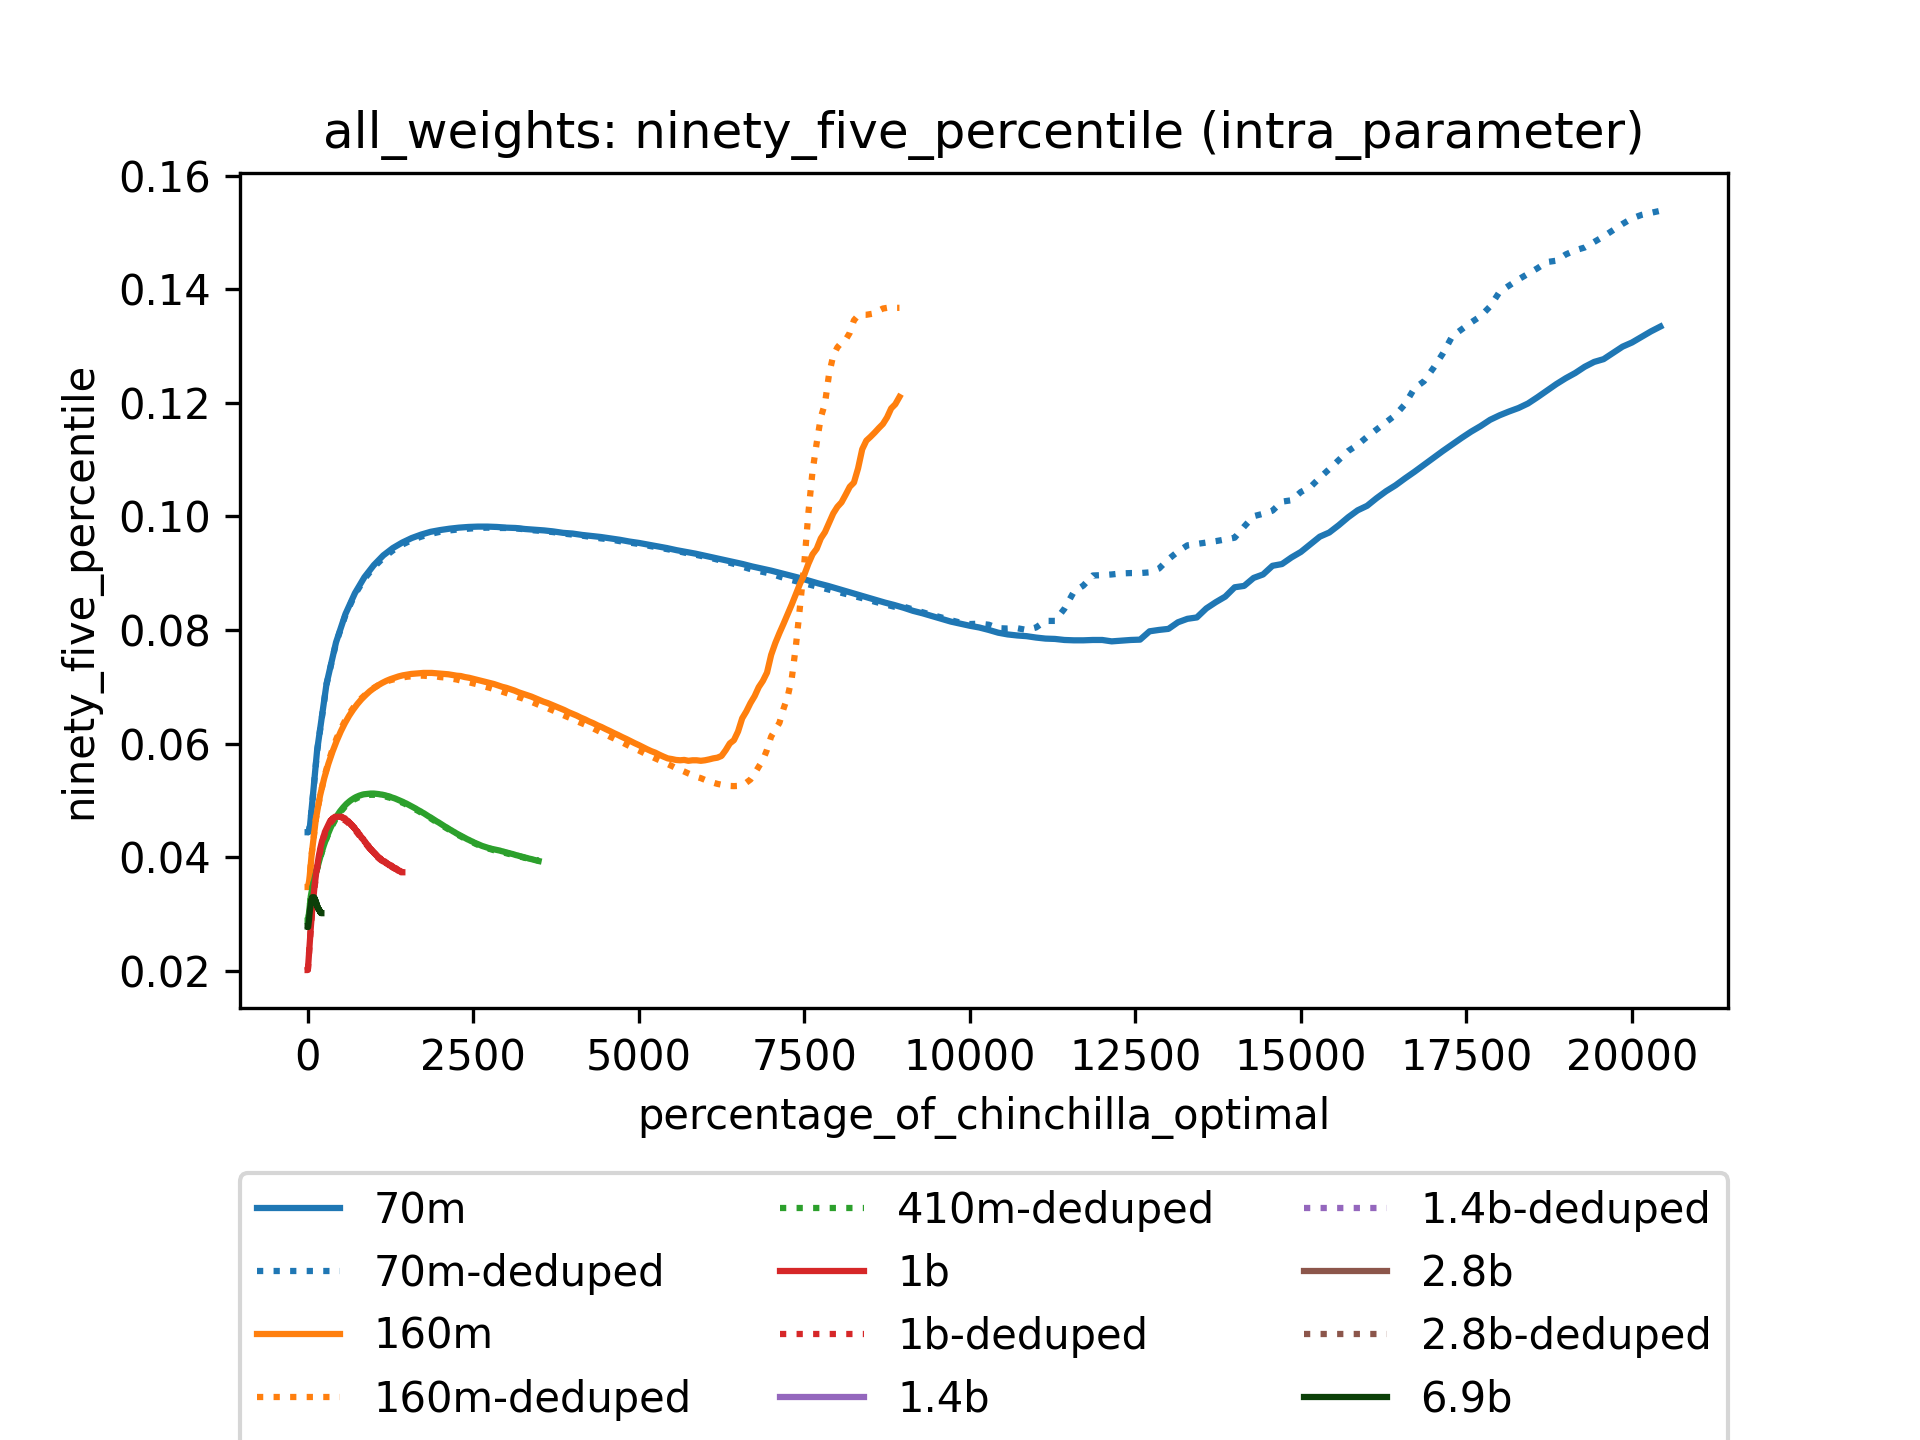 all_weights: ninety_five_percentile (intra_parameter)
0.16
0.14
0.12
0.10
0.08
0.06
0.04
0.02
ninety_five_percentile
0 2500 5000 7500 10000 12500 15000 17500 20000
percentage_of_chinchilla_optimal
70m 410m-deduped 1.4b-deduped
70m-deduped 1b 2.8b
160m 1b-deduped 2.8b-deduped
160m-deduped 1.4b 6.9b